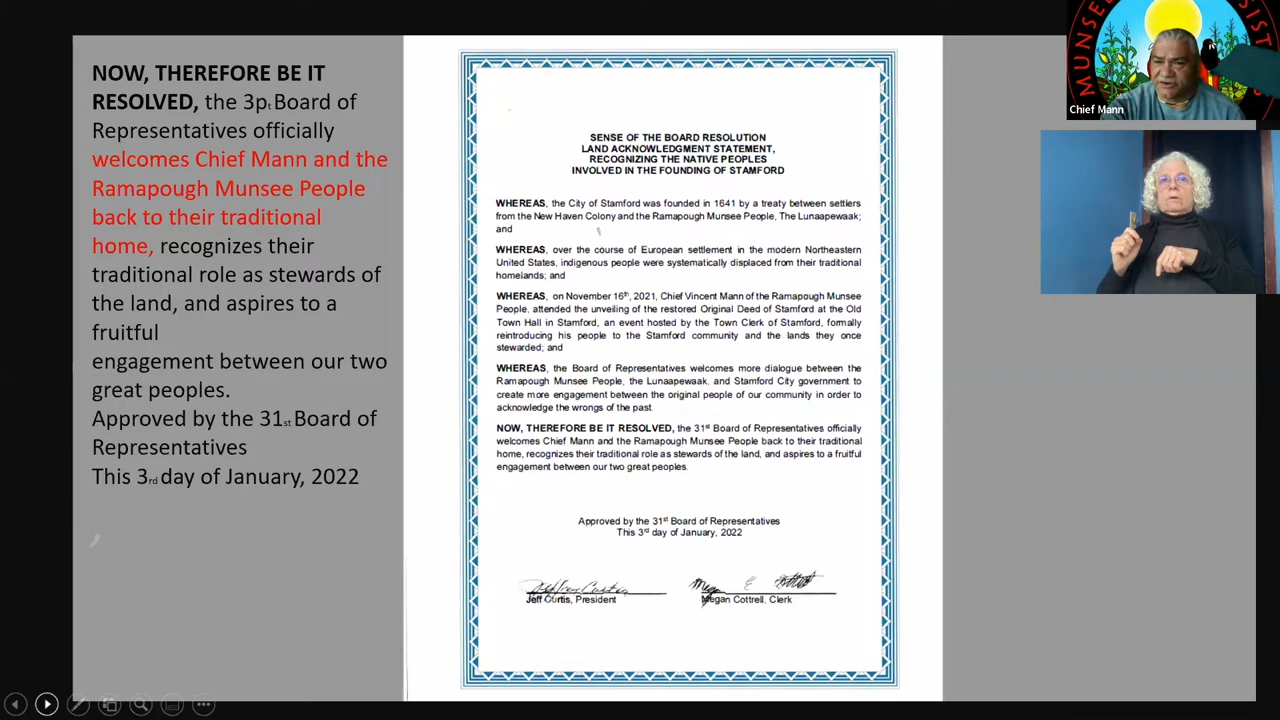 NOW, THEREFORE BE IT
RESOLVED, the 3pt Board of
Representatives officially
welcomes Chief Mann and the
Ramapough Munsee People
back to their traditional
home, recognizes their
traditional role as stewards of
the land, and aspires to a
fruitful
engagement between our two
great peoples.
Approved by the 31st Board of
Representatives
This 3rd day of January, 2022
,
SENSE OF THE BOARD RESOLUTION
LAND ACKNOWLEDGMENT STATEMENT,
RECOGNIZING THE NATIVE PEOPLES
INVOLVED IN THE FOUNDING OF STAMFORD
WHEREAS, the City of Stamford was founded in 1641 by a treaty between settlers
from the New Haven Colony and the Ramapough Munsee People, The Lunaapewaak;
and
WHEREAS, over the course of European settlement in the modern Northeastern
United States, indigenous people were systematically displaced from their traditional
homelands; and
WHEREAS, on November 16th, 2021, Chief Vincent Mann of the Ramapough Munsee
People, attended the unveiling of the restored Original Deed of Stamford at the Old
Town Hall in Stamford, an event hosted by the Town Clerk of Stamford, formally
reintroducing his people to the Stamford community and the lands they once
stewarded; and
WHEREAS, the Board of Representatives welcomes more dialogue between the
Ramapough Munsee People, the Lunaapewaak, and Stamford City government to
create more engagement between the original people of our community in order to
acknowledge the wrongs of the past.
NOW, THEREFORE BE IT RESOLVED, the 31st Board of Representatives officially
welcomes Chief Mann and the Ramapough Munsee People back to their traditional
home, recognizes their traditional role as stewards of the land, and aspires to a fruitful
engagement between our two great peoples.
Approved by the 31st Board of Representatives
This 3rd day of January, 2022
Jeffrey Curtis
Jeff Curtis, President
Megan Cottrell, Clerk
Chief Mann